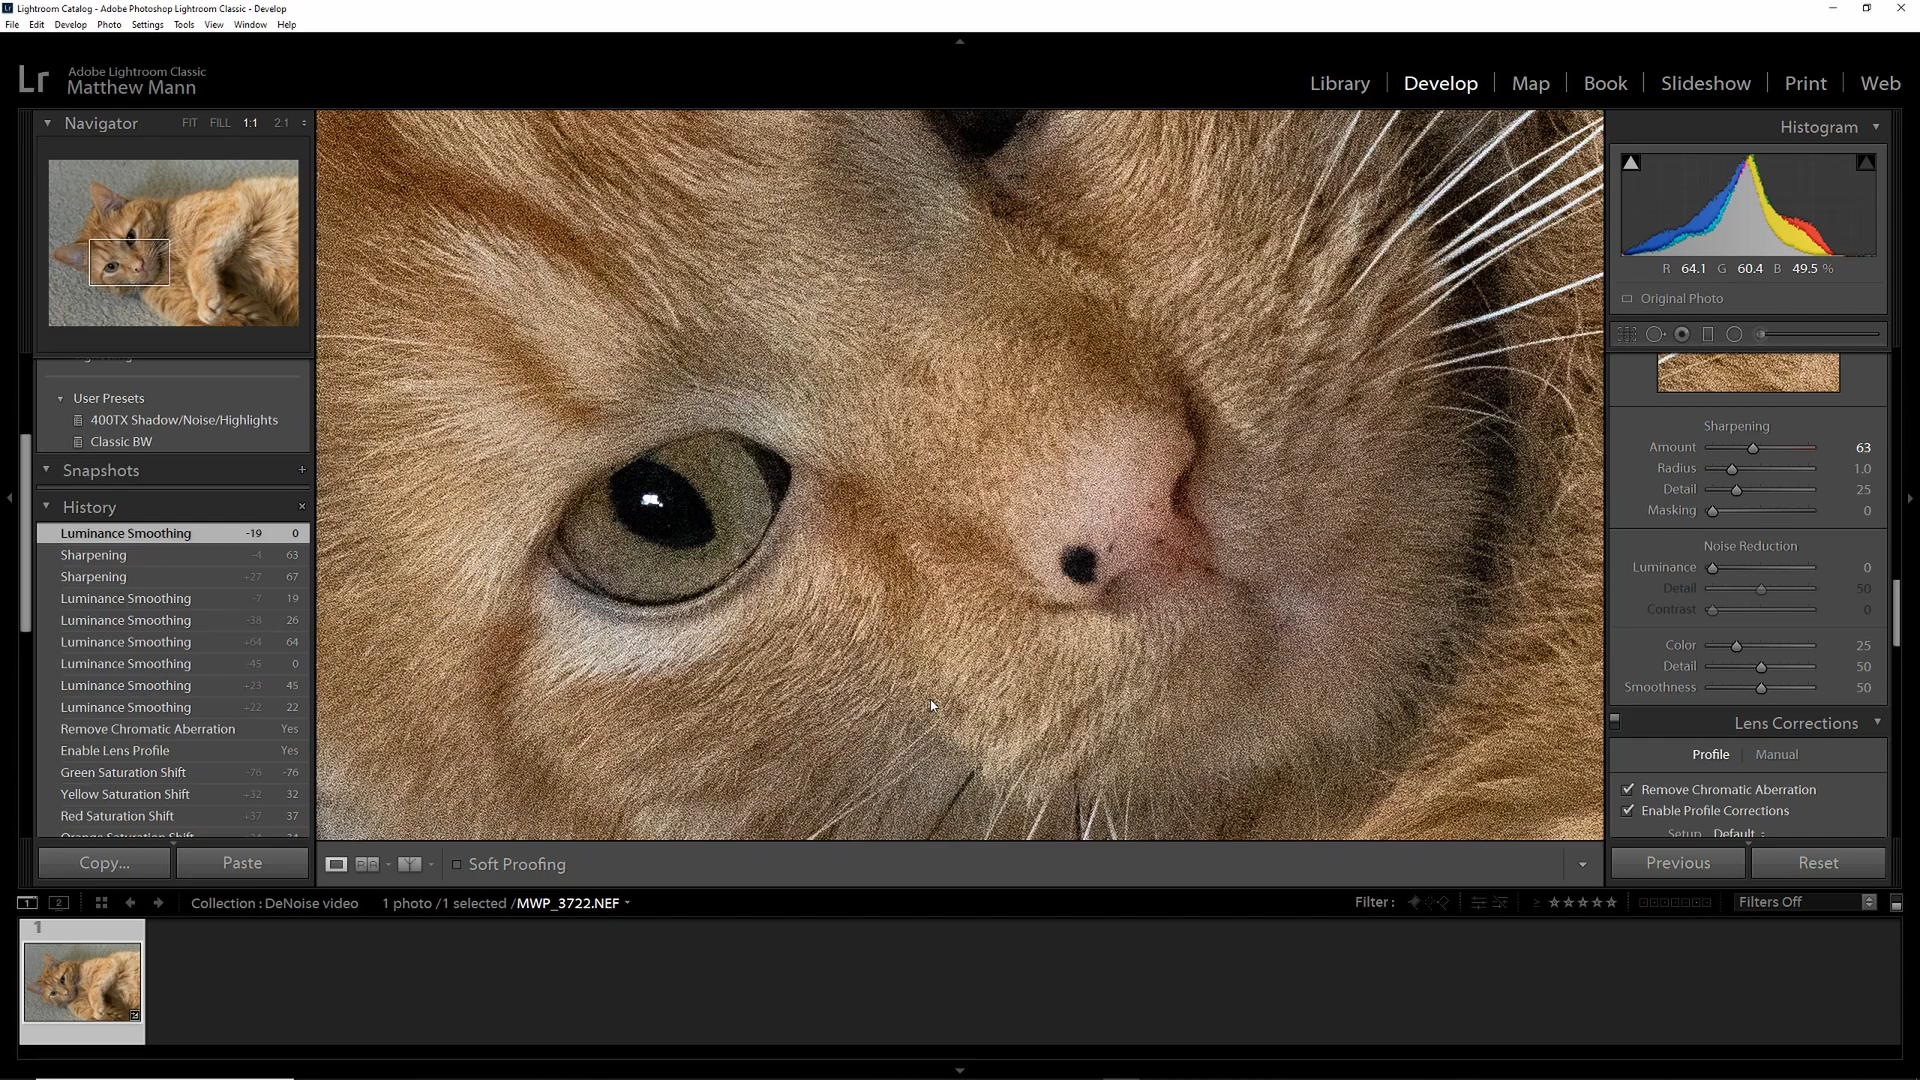 Lightroom Catalog - Adobe Photoshop Lightroom Classic - Develop
File Edit Develop Photo Settings Tools View Window Help
Lr
Adobe Lightroom Classic
Matthew Mann
Library Develop Map Book Slideshow Print Web
Navigator FIT FILL 1:1 2:1
User Presets
400TX Shadow/Noise/Highlights
Classic BW
Snapshots +
History ×
Luminance Smoothing -19 0
Sharpening -4 63
Sharpening +27 67
Luminance Smoothing -7 19
Luminance Smoothing -38 26
Luminance Smoothing +64 64
Luminance Smoothing -45 0
Luminance Smoothing +23 45
Luminance Smoothing +22 22
Remove Chromatic Aberration Yes
Enable Lens Profile Yes
Green Saturation Shift -76 -76
Yellow Saturation Shift +32 32
Red Saturation Shift +37 37
Orange Saturation Shift
Copy... Paste
Soft Proofing
Histogram
R 64.1 G 60.4 B 49.5 %
Original Photo
Sharpening
Amount 63
Radius 1.0
Detail 25
Masking 0
Noise Reduction
Luminance 0
Detail 50
Contrast 0
Color 25
Detail 50
Smoothness 50
Lens Corrections
Profile Manual
Remove Chromatic Aberration
Enable Profile Corrections
Setup Default
Previous Reset
1 2 Collection : DeNoise video 1 photo /1 selected /MWP_3722.NEF
Filter : ≥ ★★★★★ Filters Off
1